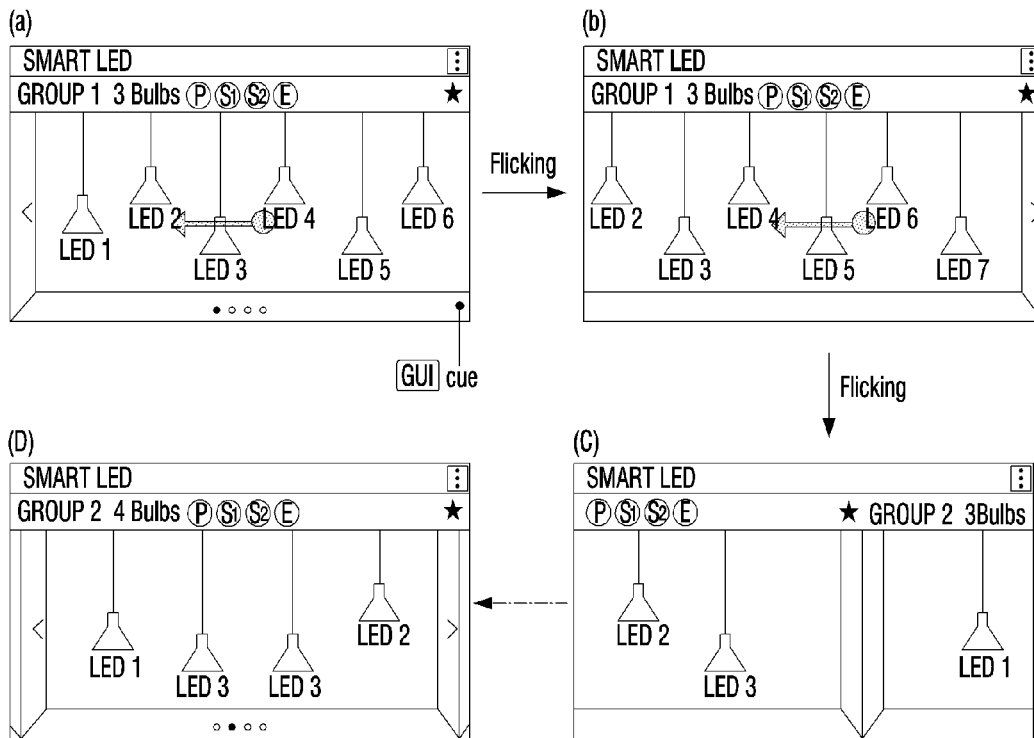 (a)
SMART LED
GROUP 1 3 Bulbs P S1 S2 E ★
LED 2 LED 4 LED 6
LED 1 LED 3 LED 5
GUI cue
Flicking
(b)
SMART LED
GROUP 1 3 Bulbs P S1 S2 E ★
LED 2 LED 4 LED 6
LED 3 LED 5 LED 7
Flicking
(D)
SMART LED
GROUP 2 4 Bulbs P S1 S2 E ★
LED 1 LED 3 LED 3 LED 2
(C)
SMART LED
P S1 S2 E ★ GROUP 2 3Bulbs
LED 2 LED 3 LED 1